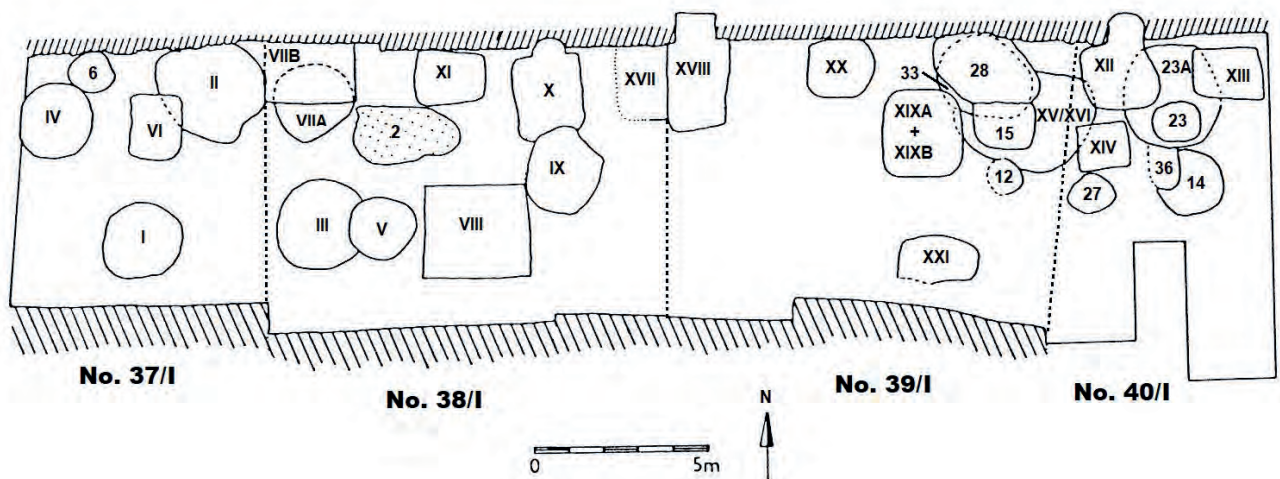 6
IV
VI
II
I
VIIB
VIIA
2
XI
X
IX
III
V
VIII
XVII
XVIII
XX
33
28
XIXA
+
XIXB
15
XV/XVI
12
XXI
XII
23A
XIII
23
XIV
36
14
27
No. 37/I
No. 38/I
No. 39/I
No. 40/I
N
0
5m